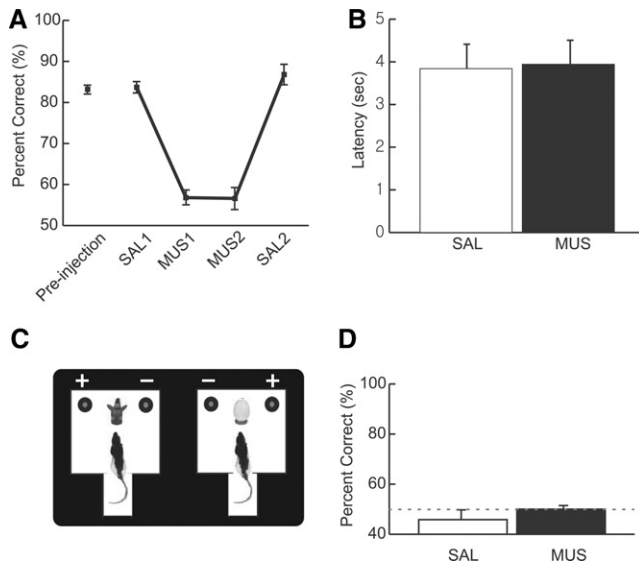 A
Percent Correct (%)
100
90
80
70
60
50
Pre-injection
SAL1
MUS1
MUS2
SAL2
B
Latency (sec)
5
4
3
2
1
0
SAL
MUS
C
+ − − +
D
Percent Correct (%)
100
80
60
40
SAL
MUS